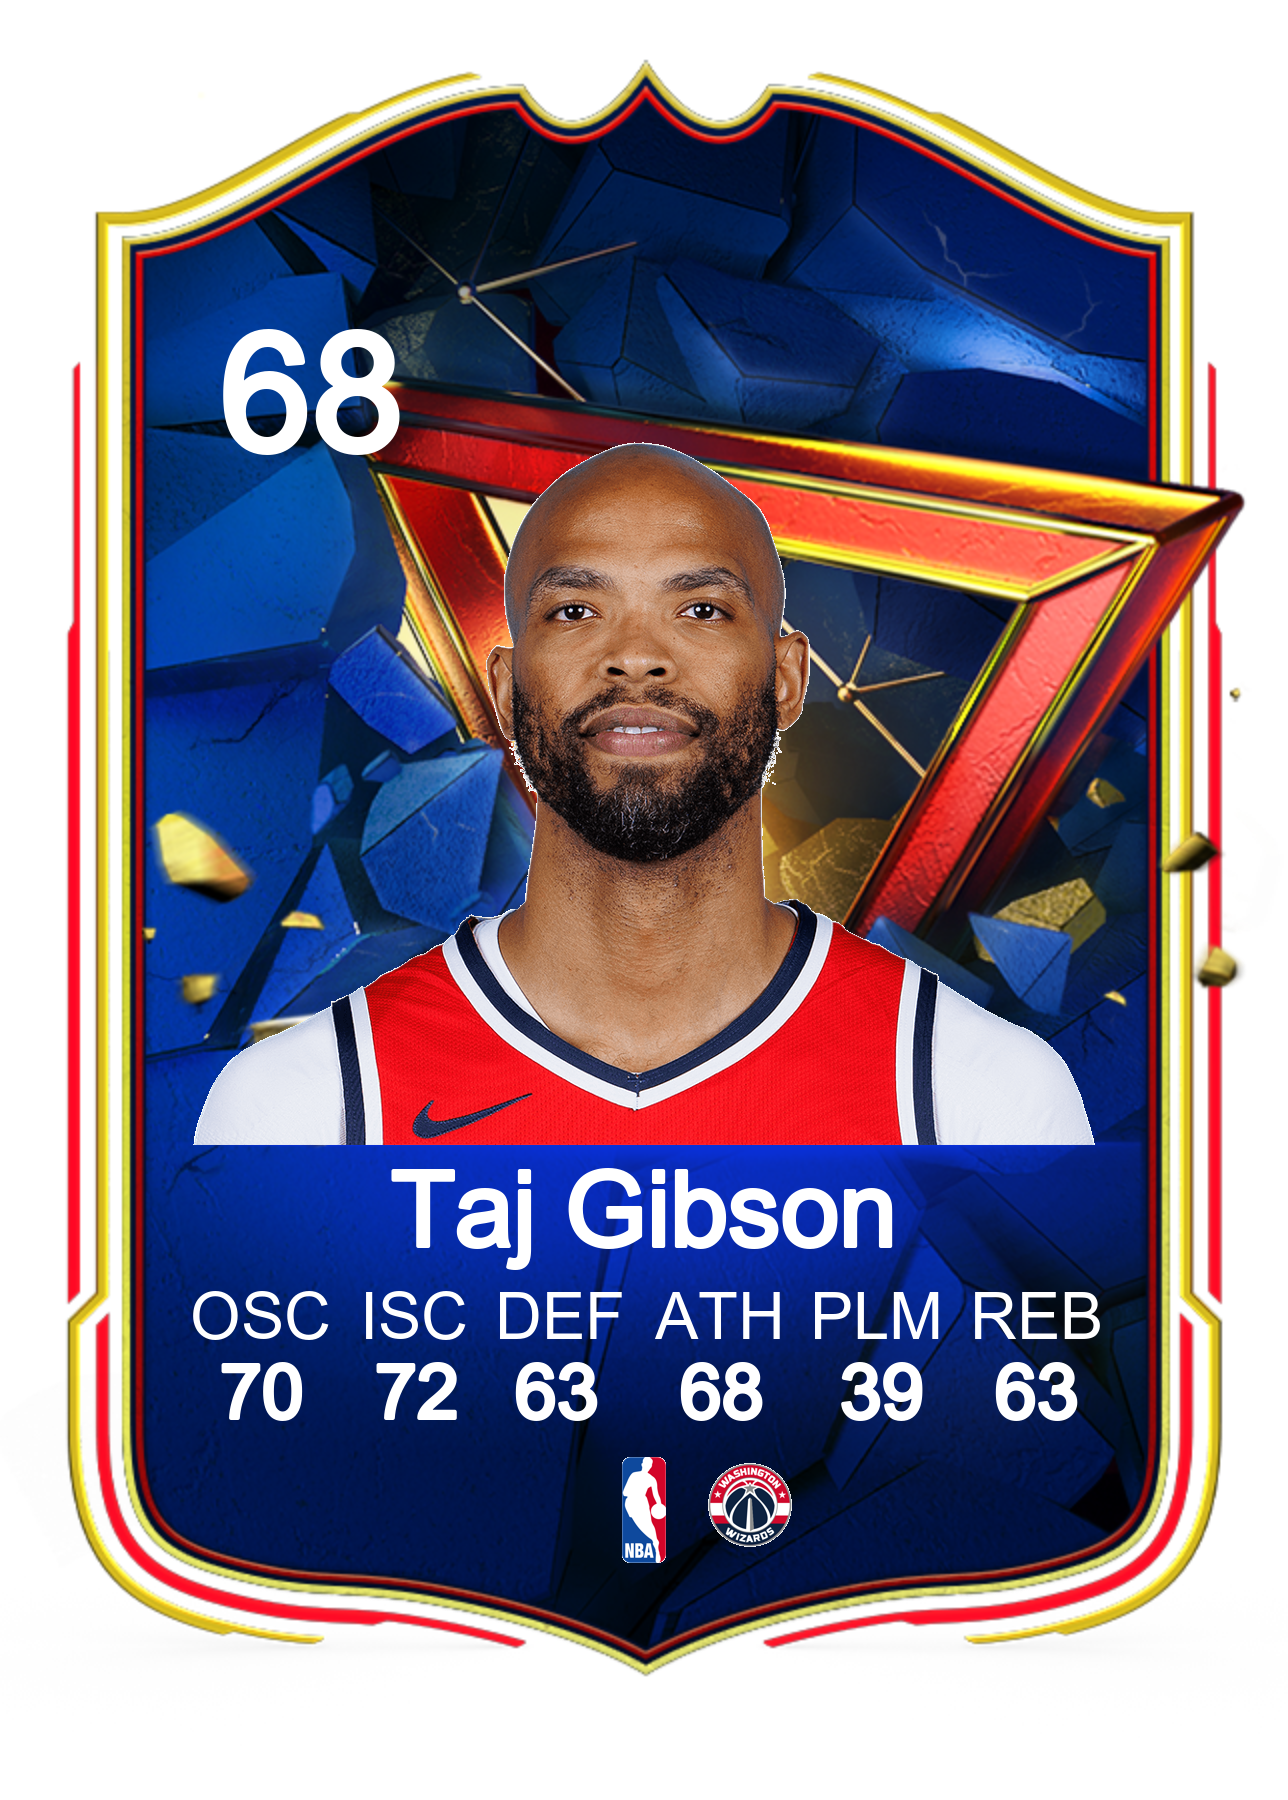 68
Taj Gibson
OSC ISC DEF ATH PLM REB
70 72 63 68 39 63
NBA
WASHINGTON
WIZARDS